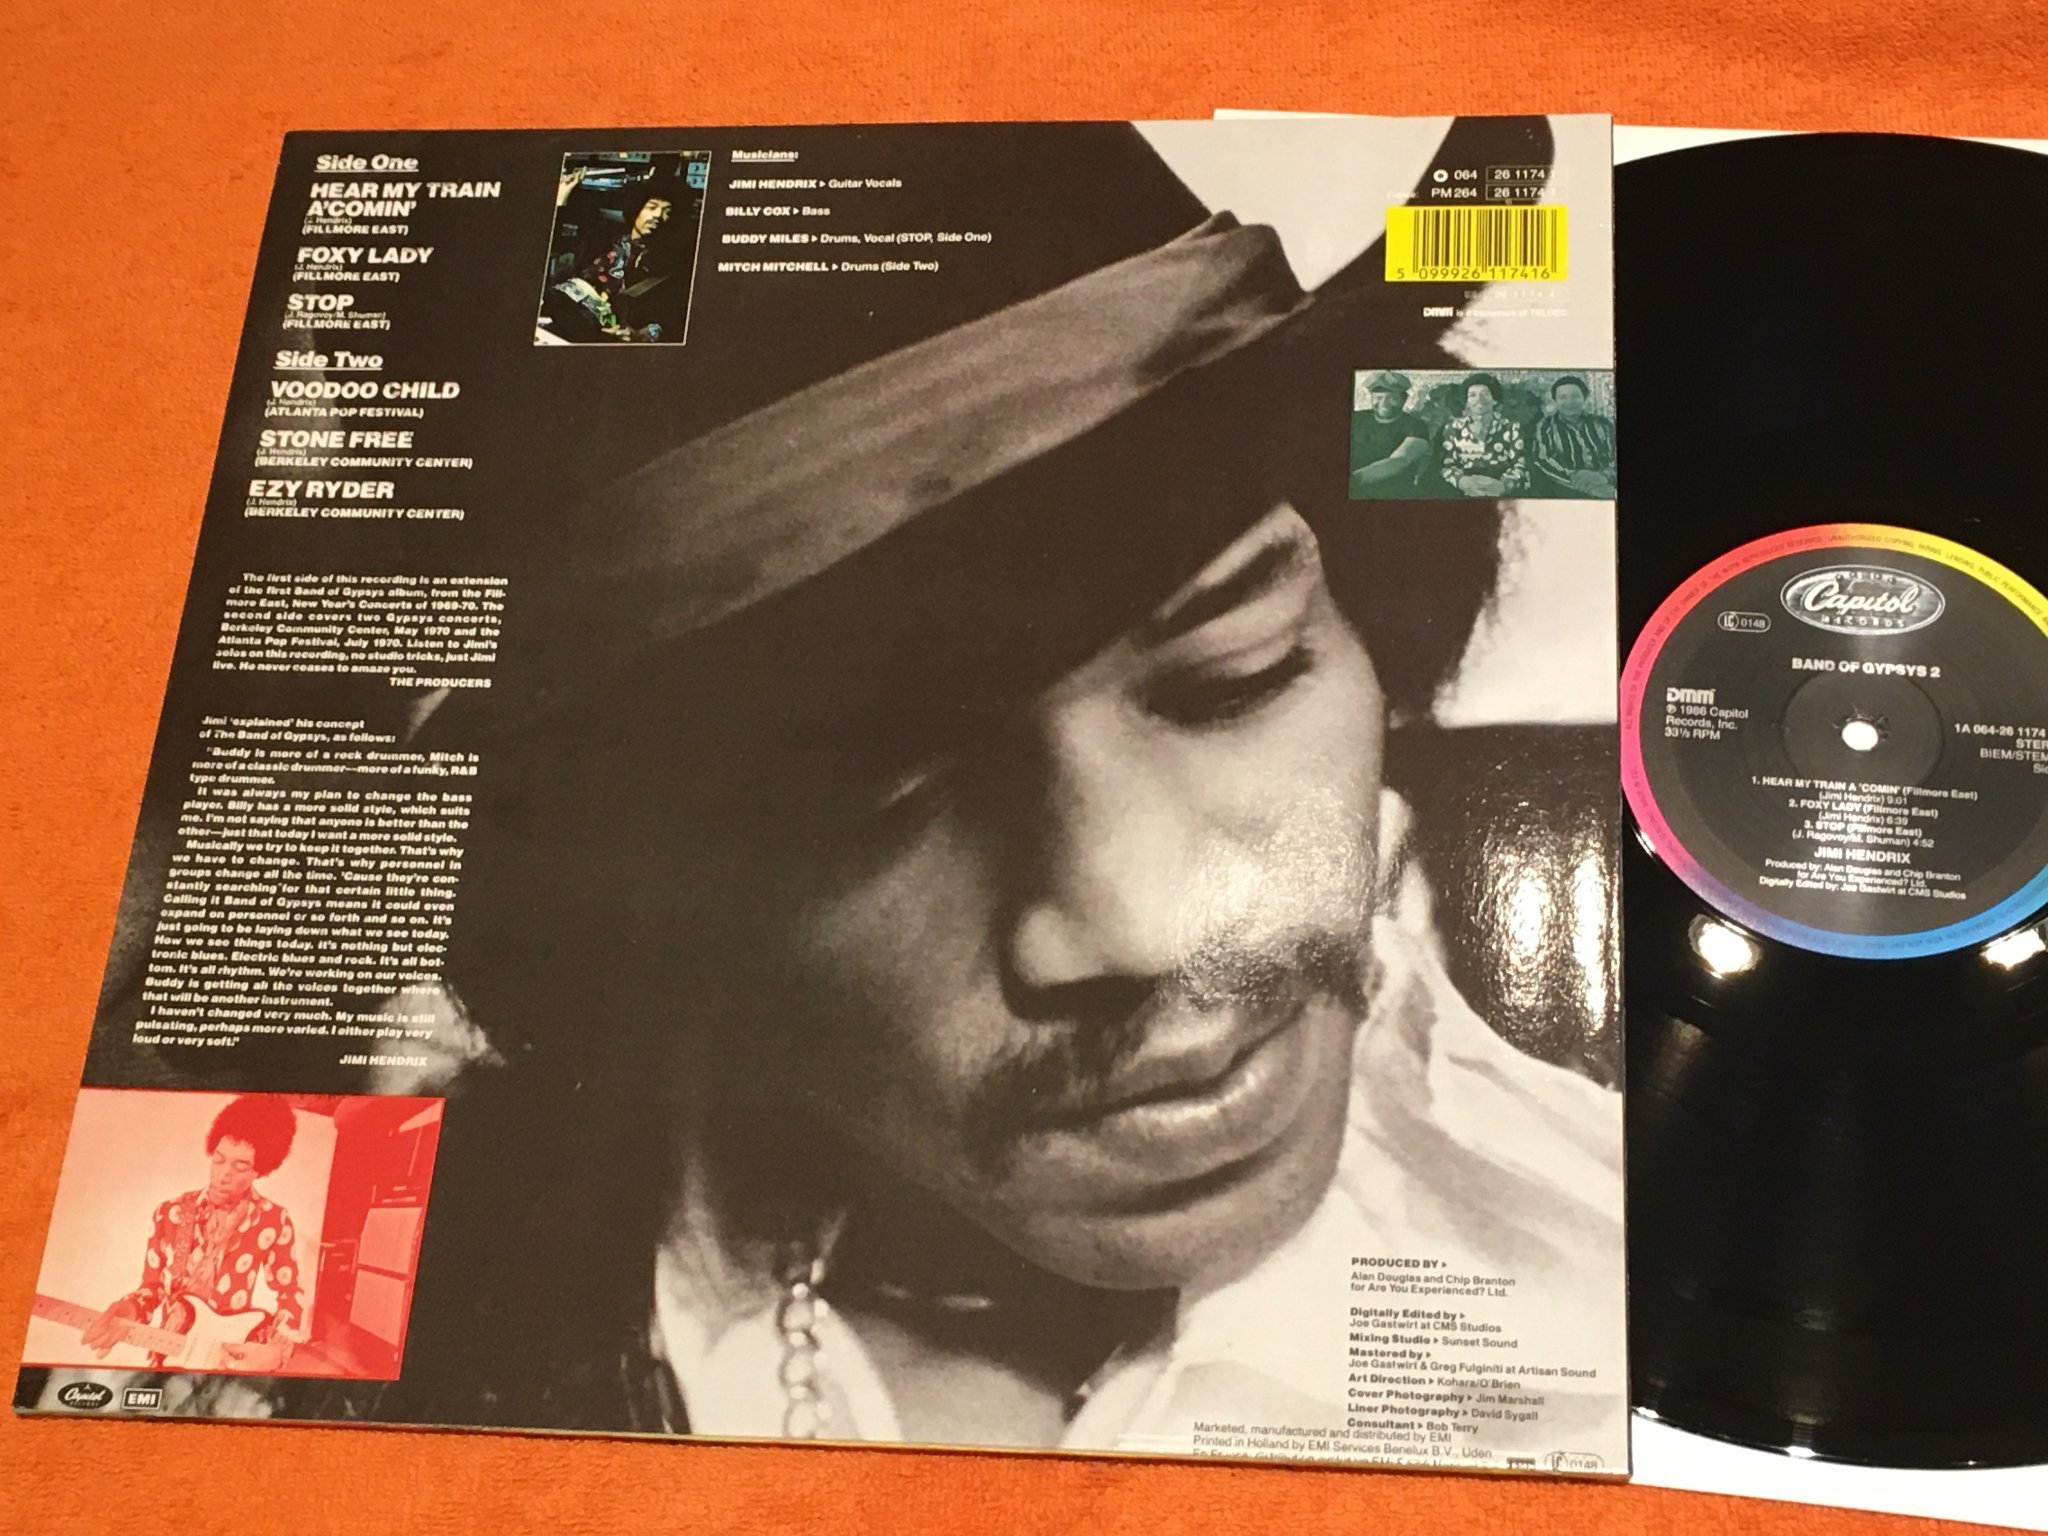 Side One
HEAR MY TRAIN
A'COMIN'
(J. Hendrix)
(FILLMORE EAST)
FOXY LADY
(J. Hendrix)
(FILLMORE EAST)
STOP
(J. Ragovoy/M. Shuman)
(FILLMORE EAST)
Side Two
VOODOO CHILD
(J. Hendrix)
(ATLANTA POP FESTIVAL)
STONE FREE
(J. Hendrix)
(BERKELEY COMMUNITY CENTER)
EZY RYDER
(J. Hendrix)
(BERKELEY COMMUNITY CENTER)
The first side of this recording is an extension
of the first Band of Gypsys album, from the Fill-
more East, New Year's Concerts of 1969-70. The
second side covers two Gypsys concerts,
Berkeley Community Center, May 1970 and the
Atlanta Pop Festival, July 1970. Listen to Jimi's
solos on this recording, no studio tricks, just Jimi
live. He never ceases to amaze you.
THE PRODUCERS
Jimi 'explained' his concept
of The Band of Gypsys, as follows:
"Buddy is more of a rock drummer, Mitch is
more of a classic drummer—more of a funky, R&B
type drummer.
It was always my plan to change the bass
player. Billy has a more solid style, which suits
me. I'm not saying that anyone is better than the
other—just that today I want a more solid style.
Musically we try to keep it together. That's why
we have to change. That's why personnel in
groups change all the time. 'Cause they're con-
stantly searching for that certain little thing.
Calling it Band of Gypsys means it could even
expand on personnel or so forth and so on. It's
just going to be laying down what we see today.
How we see things today. It's nothing but elec-
tronic blues. Electric blues and rock. It's all bot-
tom. It's all rhythm. We're working on our voices.
Buddy is getting all the voices together where
that will be another instrument.
I haven't changed very much. My music is still
pulsating, perhaps more varied. I either play very
loud or very soft."
JIMI HENDRIX
Capitol
RECORDS
EMI
Musicians:
JIMI HENDRIX ▸ Guitar Vocals
BILLY COX ▸ Bass
BUDDY MILES ▸ Drums, Vocal (STOP, Side One)
MITCH MITCHELL ▸ Drums (Side Two)
064 26 1174 1
PM 264 26 1174 1
5 099926 117416
DMM is a trademark of TELDEC
PRODUCED BY ▸
Alan Douglas and Chip Branton
for Are You Experienced? Ltd.
Digitally Edited by ▸
Joe Gastwirt at CMS Studios
Mixing Studio ▸ Sunset Sound
Mastered by ▸
Joe Gastwirt & Greg Fulginiti at Artisan Sound
Art Direction ▸ Kohara/O'Brien
Cover Photography ▸ Jim Marshall
Liner Photography ▸ David Sygall
Consultant ▸ Bob Terry
Marketed, manufactured and distributed by EMI
Printed in Holland by EMI Services Benelux B.V., Uden
EMI
LC 0148
Capitol
RECORDS
LC 0148
BAND OF GYPSYS 2
DMM
℗ 1986 Capitol
Records, Inc.
33⅓ RPM
1A 064-26 1174
BIEM/STEM
1. HEAR MY TRAIN A 'COMIN' (Fillmore East)
(Jimi Hendrix) 9:01
2. FOXY LADY (Fillmore East)
(Jimi Hendrix) 6:39
3. STOP (Fillmore East)
(J. Ragovoy/M. Shuman) 4:52
JIMI HENDRIX
Produced by: Alan Douglas and Chip Branton
for Are You Experienced? Ltd.
Digitally Edited by: Joe Gastwirt at CMS Studios